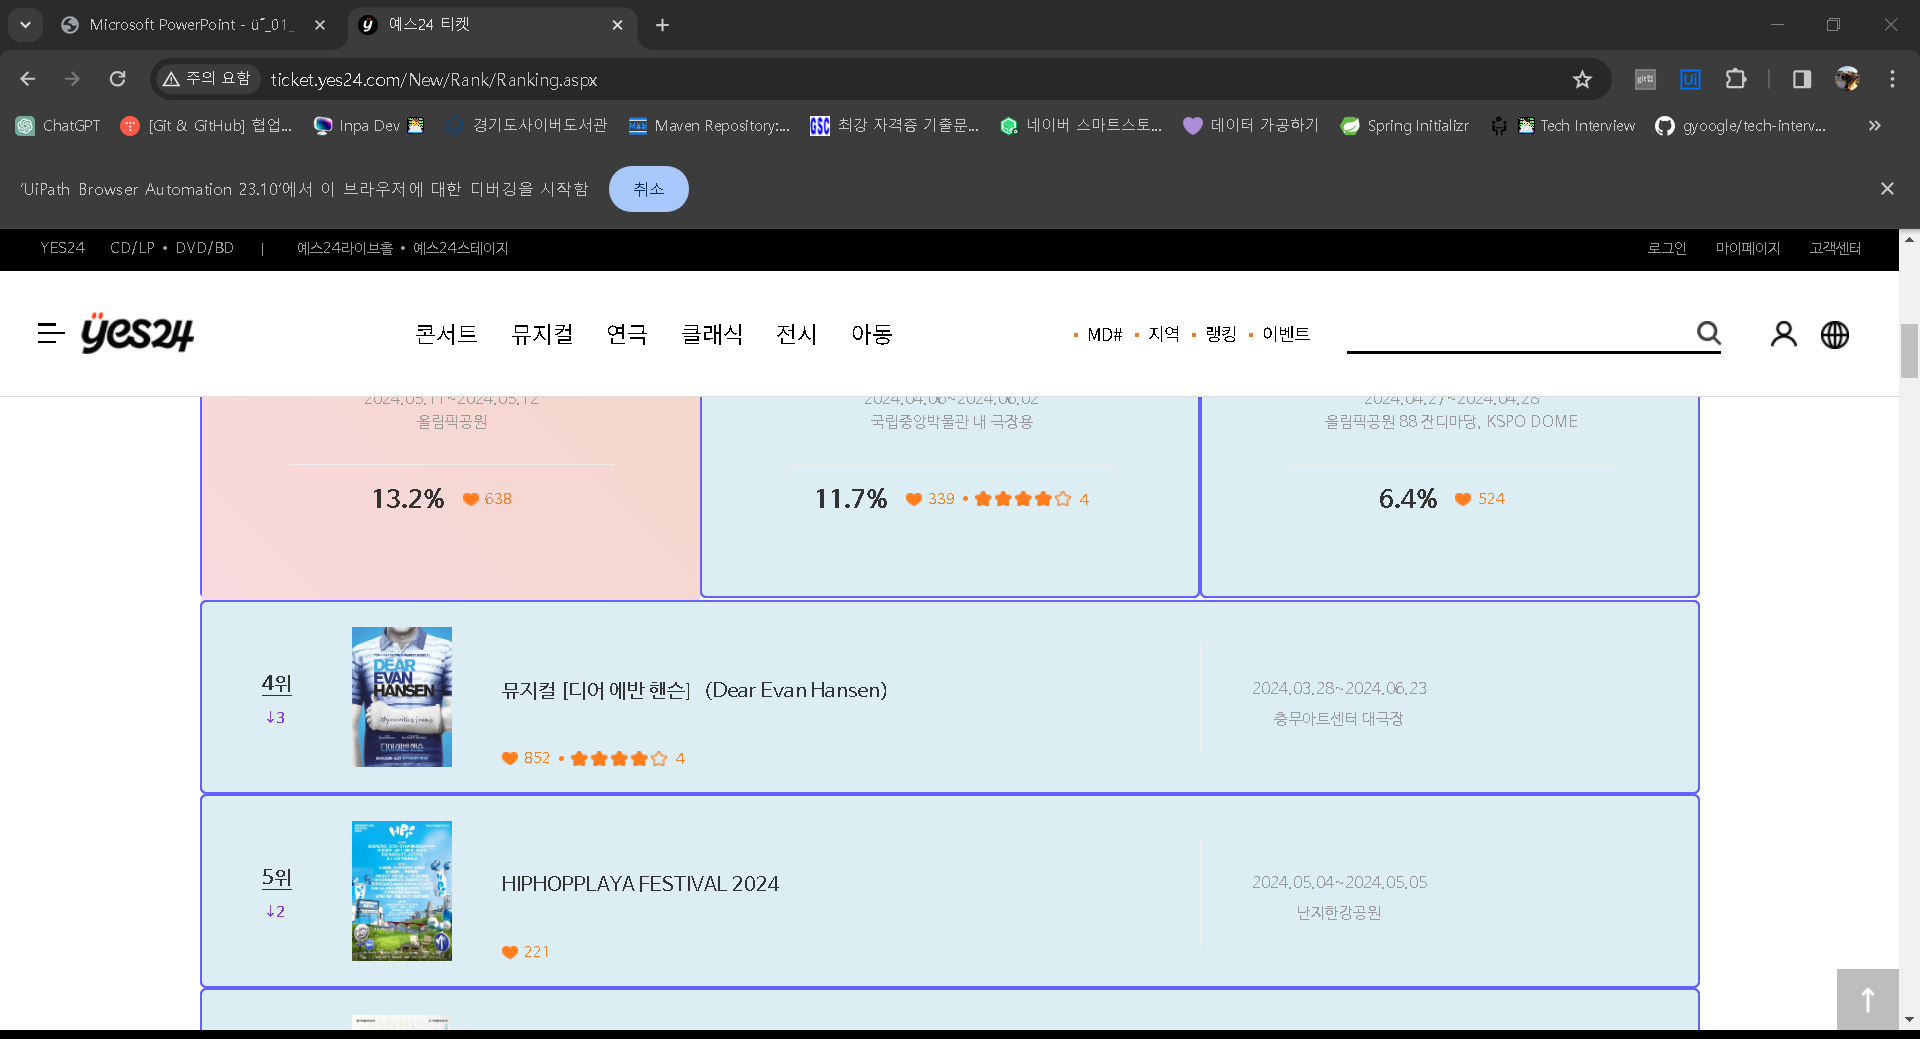 Microsoft PowerPoint - ü˝_01_
예스24 티켓
주의 요함
ticket.yes24.com/New/Rank/Ranking.aspx
ChatGPT
[Git & GitHub] 협업...
Inpa Dev
경기도사이버도서관
Maven Repository:...
최강 자격증 기출문...
네이버 스마트스토...
데이터 가공하기
Spring Initializr
Tech Interview
gyoogle/tech-interv...
'UiPath Browser Automation 23.10'에서 이 브라우저에 대한 디버깅을 시작함
취소
YES24 CD/LP • DVD/BD | 예스24라이브홀 • 예스24스테이지
로그인 마이페이지 고객센터
yes24
콘서트 뮤지컬 연극 클래식 전시 아동
MD# 지역 랭킹 이벤트
2024.05.11~2024.05.12
올림픽공원
13.2% 638
2024.04.06~2024.06.02
국립중앙박물관 내 극장용
11.7% 339 • 4
2024.04.27~2024.04.28
올림픽공원 88 잔디마당, KSPO DOME
6.4% 524
4위
↓3
DEAR
EVAN
HANSEN
디어 에반 핸슨
뮤지컬 [디어 에반 핸슨] (Dear Evan Hansen)
852 • 4
2024.03.28~2024.06.23
충무아트센터 대극장
5위
↓2
HIPHOPPLAYA FESTIVAL 2024
221
2024.05.04~2024.05.05
난지한강공원